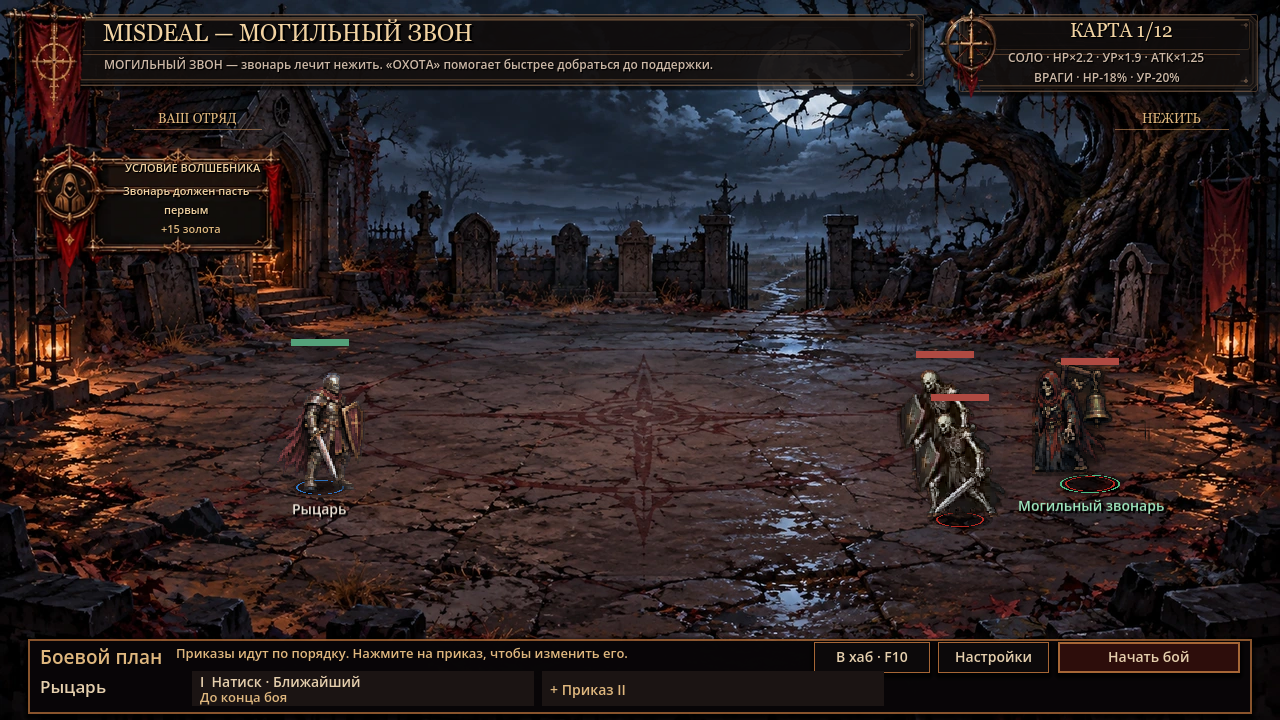 MISDEAL — МОГИЛЬНЫЙ ЗВОН
МОГИЛЬНЫЙ ЗВОН — звонарь лечит нежить. «ОХОТА» помогает быстрее добраться до поддержки.
КАРТА 1/12
СОЛО · HP×2.2 · УР×1.9 · АТК×1.25
ВРАГИ · HP-18% · УР-20%
ВАШ ОТРЯД
НЕЖИТЬ
УСЛОВИЕ ВОЛШЕБНИКА
Звонарь должен пасть
первым
+15 золота
Рыцарь
Могильный звонарь
Боевой план
Приказы идут по порядку. Нажмите на приказ, чтобы изменить его.
В хаб · F10
Настройки
Начать бой
Рыцарь
I Натиск · Ближайший
До конца боя
+ Приказ II